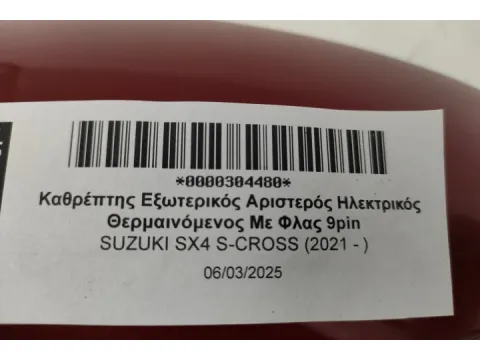 *0000304480*
Καθρέπτης Εξωτερικός Αριστερός Ηλεκτρικός
Θερμαινόμενος Με Φλας 9pin
SUZUKI SX4 S-CROSS (2021 - )
06/03/2025